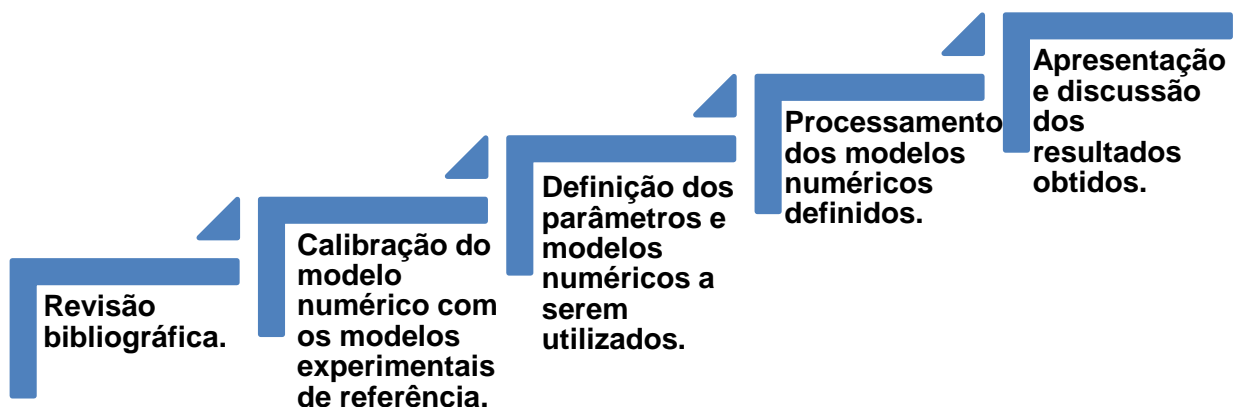 Revisão
bibliográfica.
Calibração do
modelo
numérico com
os modelos
experimentais
de referência.
Definição dos
parâmetros e
modelos
numéricos a
serem
utilizados.
Processamento
dos modelos
numéricos
definidos.
Apresentação
e discussão
dos
resultados
obtidos.